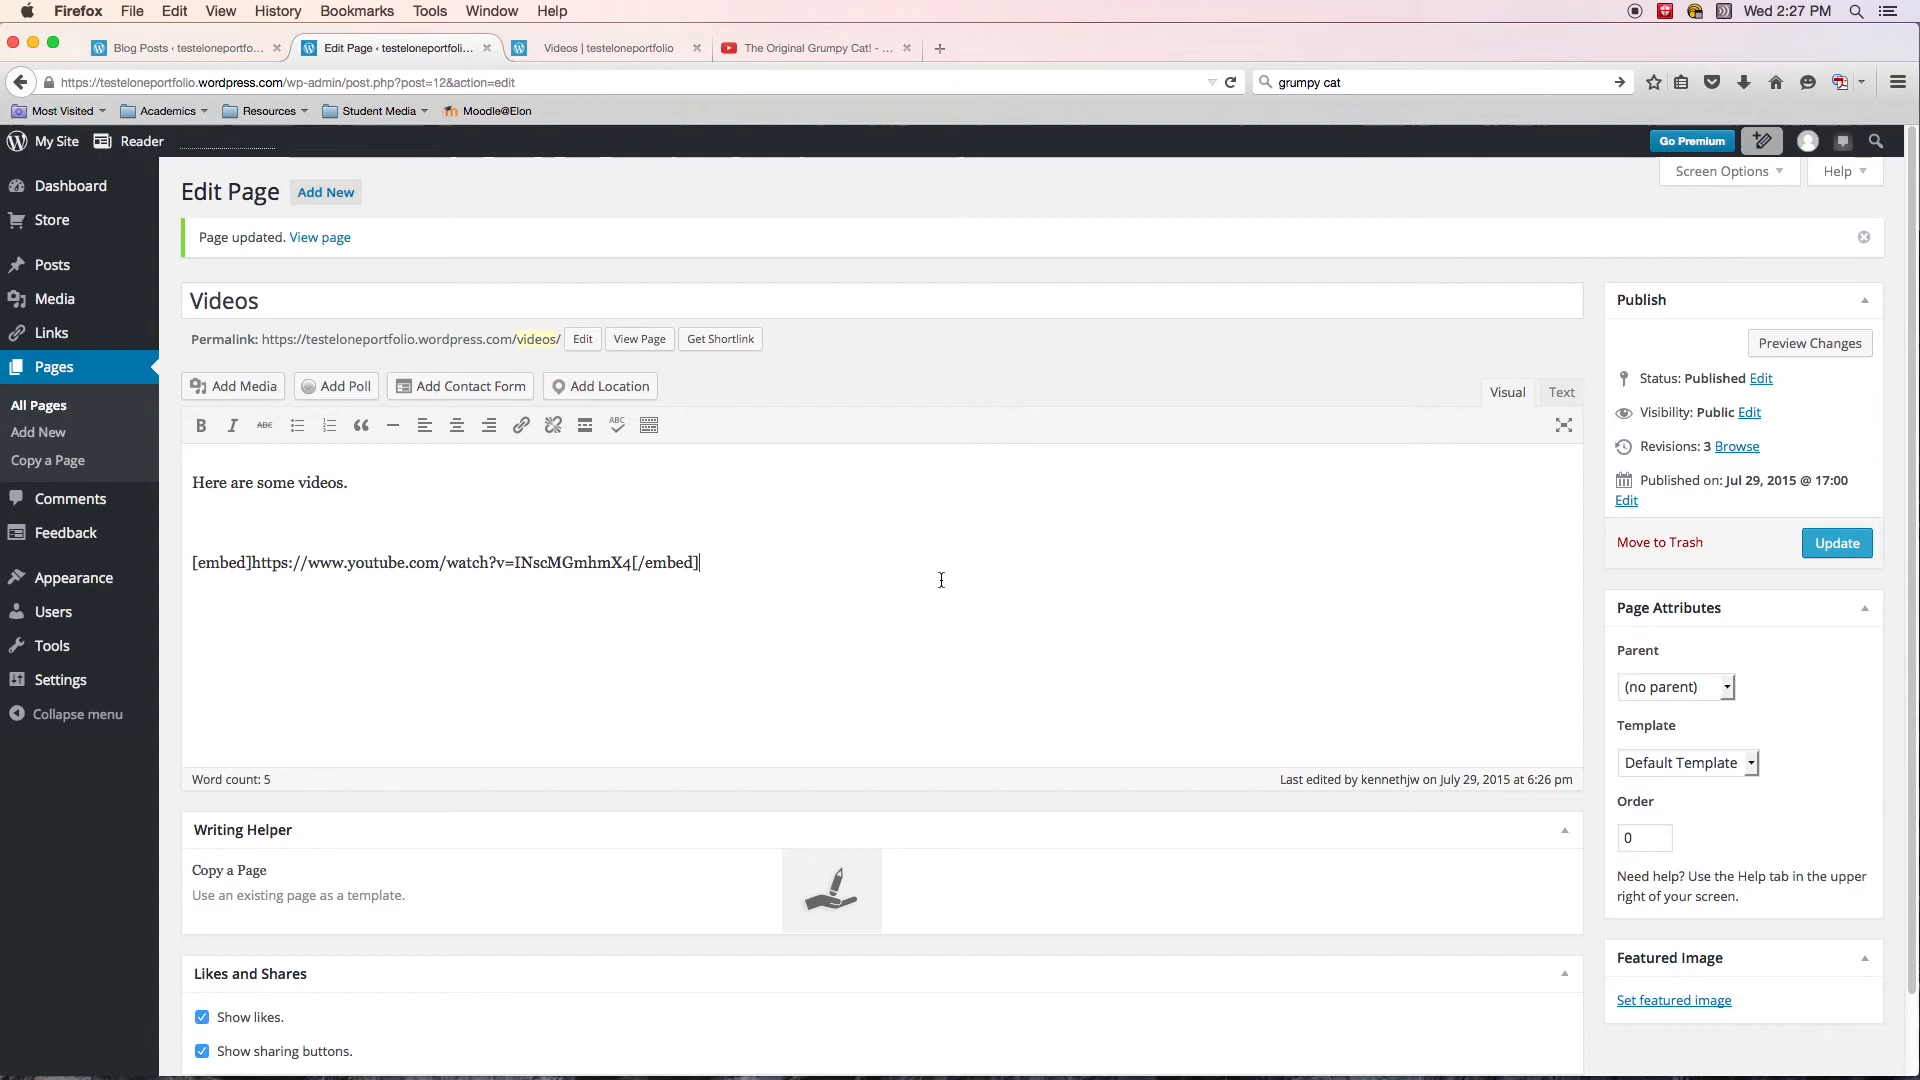 Firefox File Edit View History Bookmarks Tools Window Help Wed 2:27 PM
Blog Posts ‹ testeloneportfo... Edit Page ‹ testeloneportfoli... Videos | testeloneportfolio The Original Grumpy Cat! - ...
https://testeloneportfolio.wordpress.com/wp-admin/post.php?post=12&action=edit grumpy cat
Most Visited Academics Resources Student Media Moodle@Elon
My Site Reader Go Premium
Screen Options Help
Edit Page Add New
Page updated. View page
Dashboard
Store
Posts
Media
Links
Pages
All Pages
Add New
Copy a Page
Comments
Feedback
Appearance
Users
Tools
Settings
Collapse menu
Videos
Permalink: https://testeloneportfolio.wordpress.com/videos/ Edit View Page Get Shortlink
Add Media Add Poll Add Contact Form Add Location Visual Text
B I ABC ABC
Here are some videos.
[embed]https://www.youtube.com/watch?v=INscMGmhmX4[/embed]
Word count: 5 Last edited by kennethjw on July 29, 2015 at 6:26 pm
Writing Helper
Copy a Page
Use an existing page as a template.
Likes and Shares
Show likes.
Show sharing buttons.
Publish
Preview Changes
Status: Published Edit
Visibility: Public Edit
Revisions: 3 Browse
Published on: Jul 29, 2015 @ 17:00
Edit
Move to Trash Update
Page Attributes
Parent
(no parent)
Template
Default Template
Order
0
Need help? Use the Help tab in the upper
right of your screen.
Featured Image
Set featured image